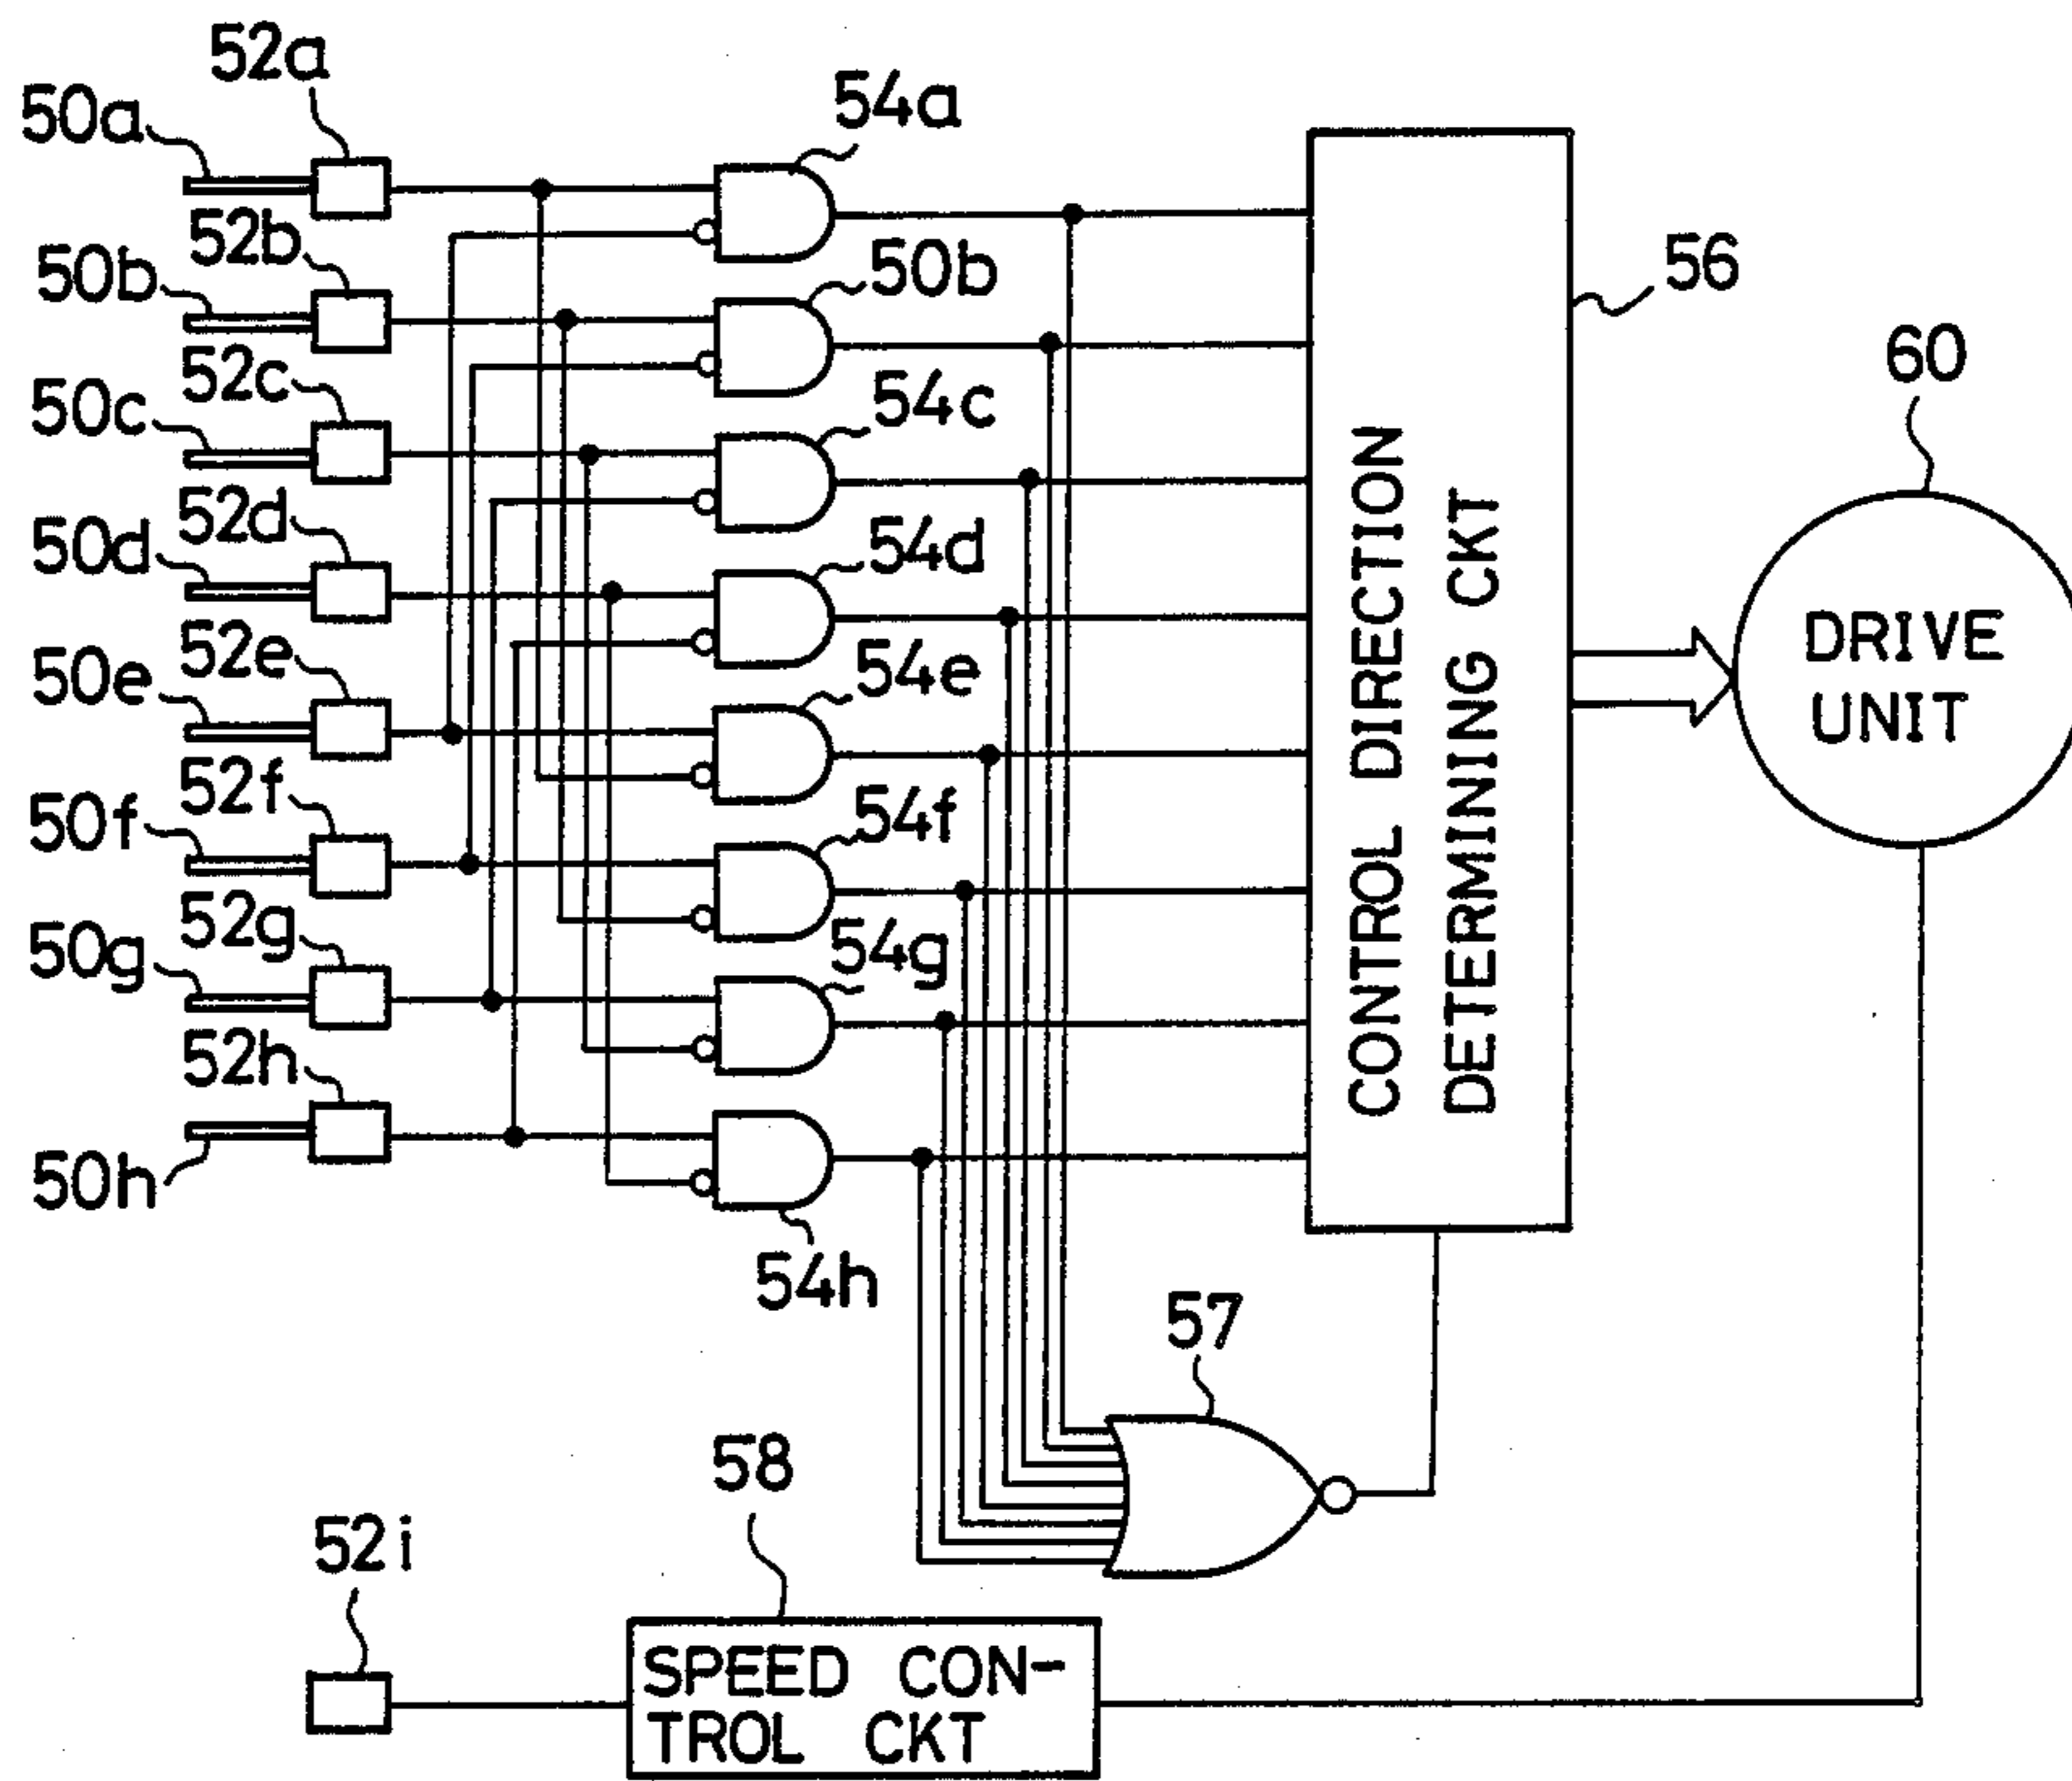 52a
50a
54a
52b
50b
50b
56
52c
50c
54c
60
52d
50d
54d
CONTROL DIRECTION
DETERMINING CKT
DRIVE
UNIT
52e
50e
54e
52f
50f
54f
52g
50g
54g
52h
50h
54h
57
58
52i
SPEED CON-
TROL CKT